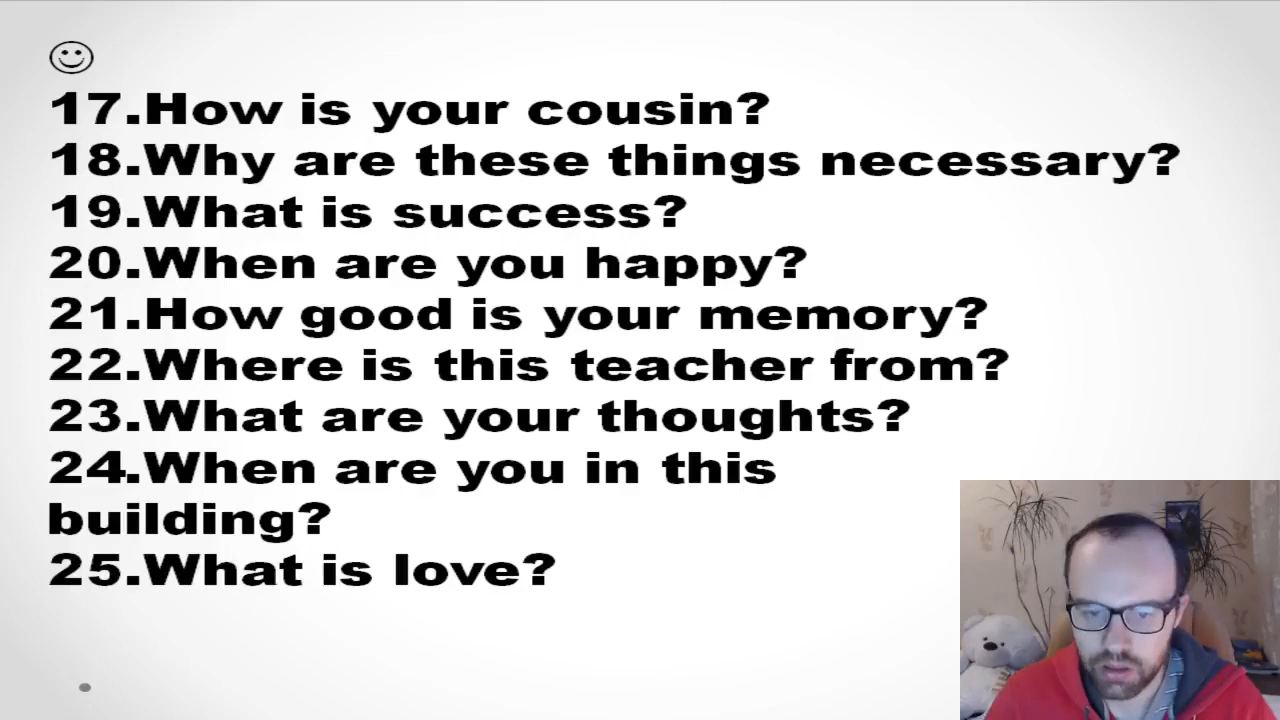 17.How is your cousin?
18.Why are these things necessary?
19.What is success?
20.When are you happy?
21.How good is your memory?
22.Where is this teacher from?
23.What are your thoughts?
24.When are you in this
building?
25.What is love?